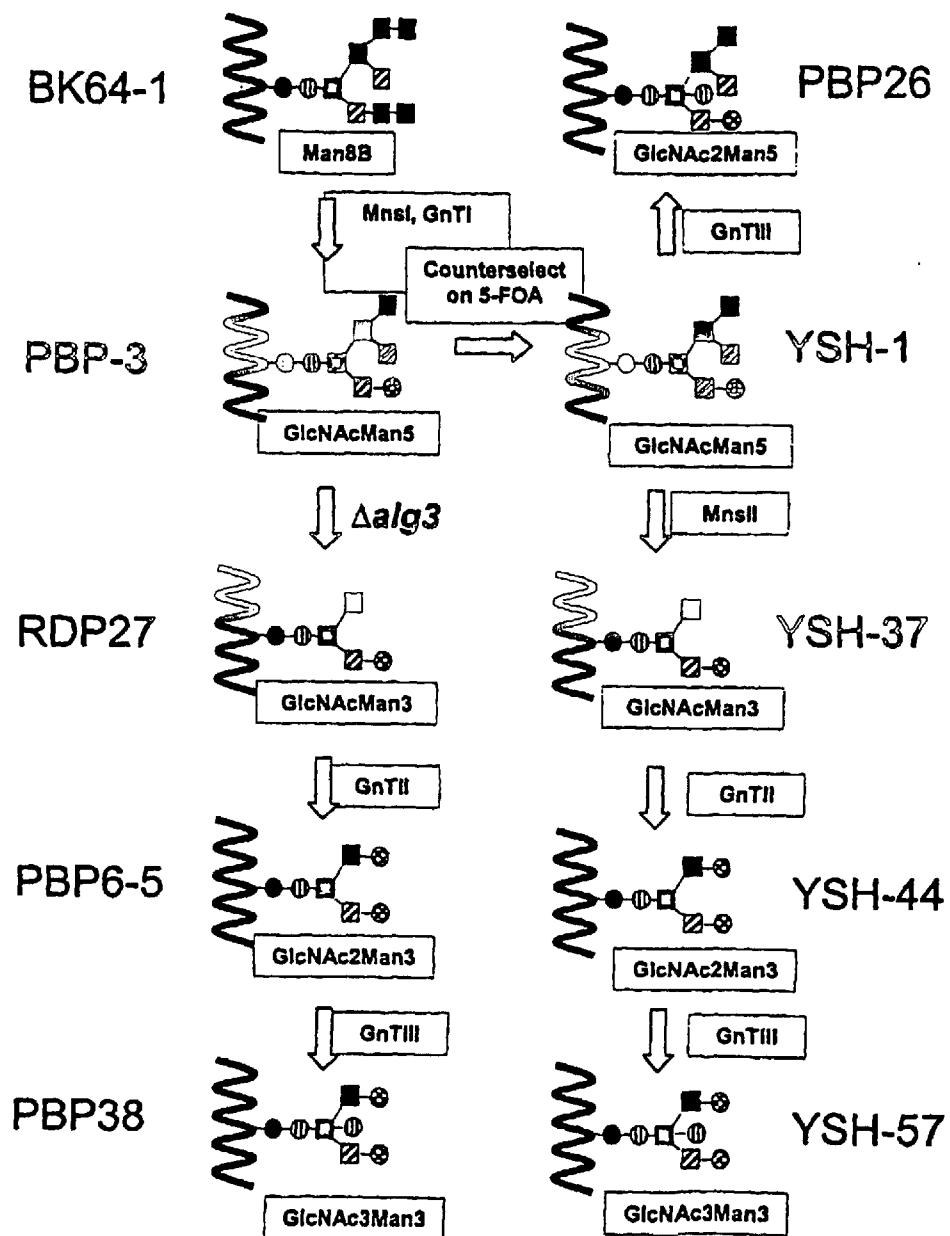 BK64-1
Man8B
PBP26
GlcNAc2Man5
MnsI, GnTI
GnTIII
Counterselect
on 5-FOA
PBP-3
GlcNAcMan5
YSH-1
GlcNAcMan5
Δalg3
MnsII
RDP27
GlcNAcMan3
YSH-37
GlcNAcMan3
GnTII
GnTII
PBP6-5
GlcNAc2Man3
YSH-44
GlcNAc2Man3
GnTIII
GnTIII
PBP38
GlcNAc3Man3
YSH-57
GlcNAc3Man3